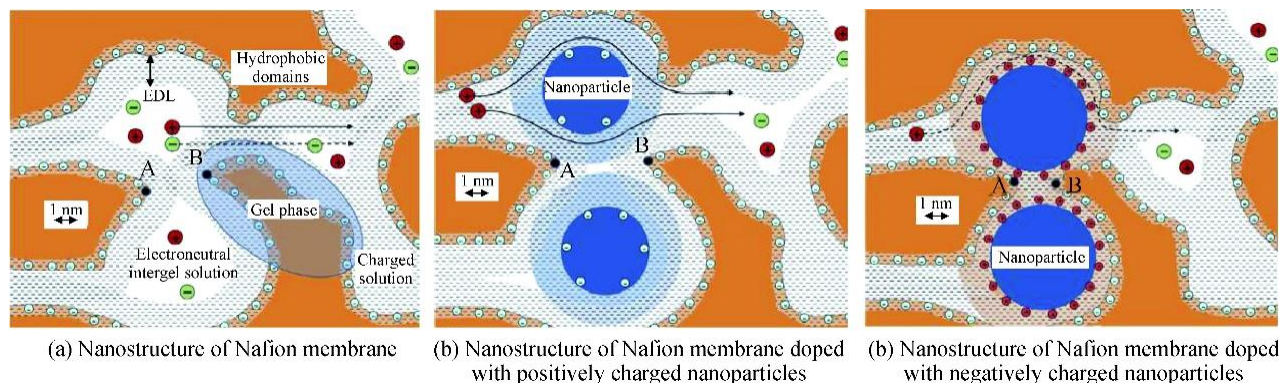 Hydrophobic
domains
EDL
A
B
1 nm
Gel phase
Electroneutral
intergel solution
Charged
solution
(a) Nanostructure of Nafion membrane
Nanoparticle
A
B
1 nm
(b) Nanostructure of Nafion membrane doped
with positively charged nanoparticles
A
B
1 nm
Nanoparticle
(b) Nanostructure of Nafion membrane doped
with negatively charged nanoparticles